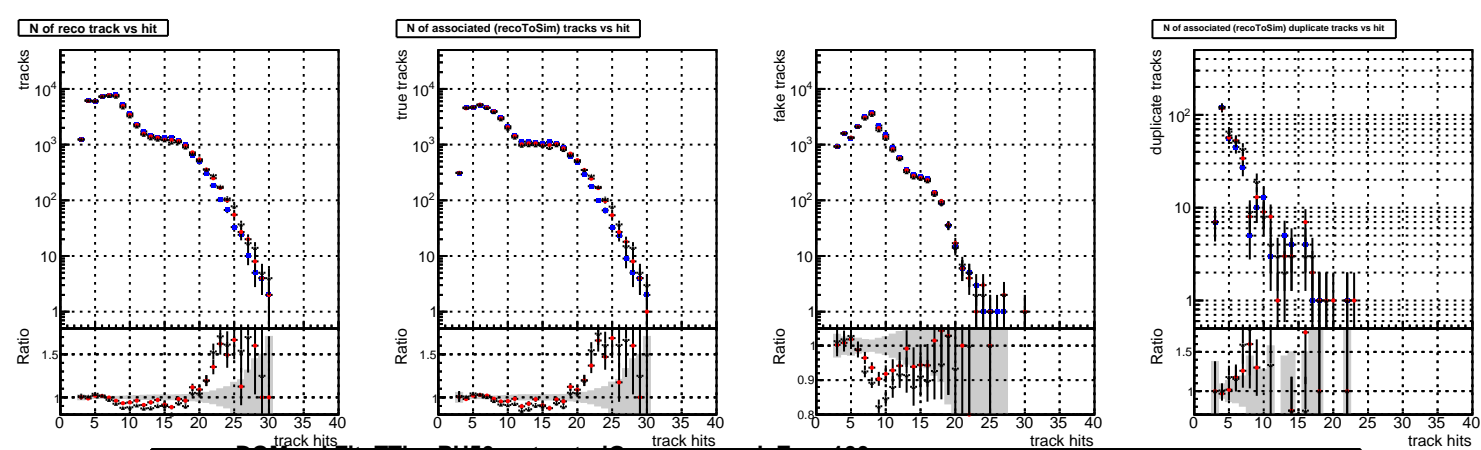 N of reco track vs hit
N of associated (recoToSim) tracks vs hit
N of associated (recoToSim) duplicate tracks vs hit
tracks
10⁴
10³
10²
10
1
Ratio
1.5
1
0 5 10 15 20 25 30 35 40
track hits
true tracks
10⁴
10³
10²
10
1
Ratio
1.5
1
0 5 10 15 20 25 30 35 40
track hits
fake tracks
10⁴
10³
10²
10
1
Ratio
1
0.9
0.8
0 5 10 15 20 25 30 35 40
track hits
duplicate tracks
10²
10
1
Ratio
1.5
1
0 5 10 15 20 25 30 35 40
track hits